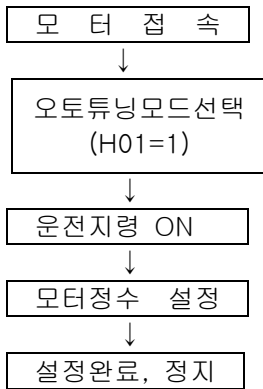 모 터 접 속
↓
오토튜닝모드선택
(H01=1)
↓
운전지령 ON
↓
모터정수 설정
↓
설정완료, 정지